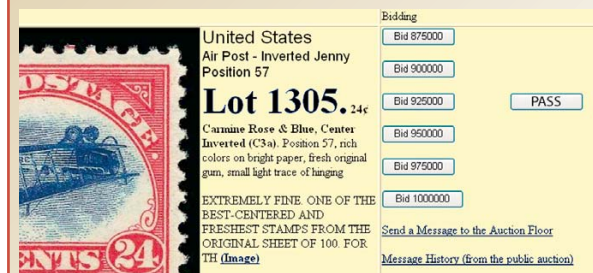 Bidding
United States
Air Post - Inverted Jenny
Position 57
Lot 1305. 24¢
Carmine Rose & Blue, Center
Inverted (C3a). Position 57, rich
colors on bright paper, fresh original
gum, small light trace of hinging
EXTREMELY FINE. ONE OF THE
BEST-CENTERED AND
FRESHEST STAMPS FROM THE
ORIGINAL SHEET OF 100. FOR
TH (Image)
Bid 875000
Bid 900000
Bid 925000
PASS
Bid 950000
Bid 975000
Bid 1000000
Send a Message to the Auction Floor
Message History (from the public auction)
POSTAGE
CENTS 24